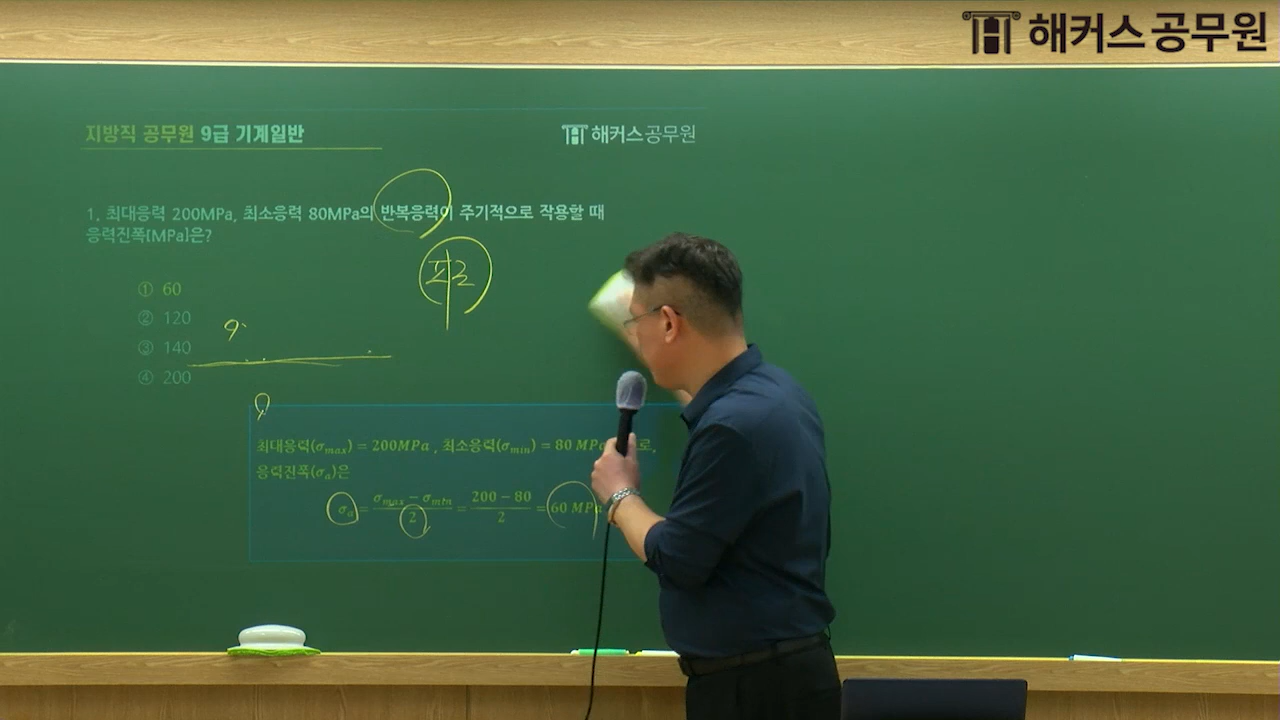 해커스공무원
지방직 공무원 9급 기계일반
해커스공무원
1. 최대응력 200MPa, 최소응력 80MPa의 반복응력이 주기적으로 작용할 때
응력진폭[MPa]은?
피로
① 60
② 120
③ 140
④ 200
최대응력(σmax) = 200MPa , 최소응력(σmin) = 80 MP 로,
응력진폭(σa)은
σa = (σmax − σmin)/2 = (200 − 80)/2 = 60 MPa